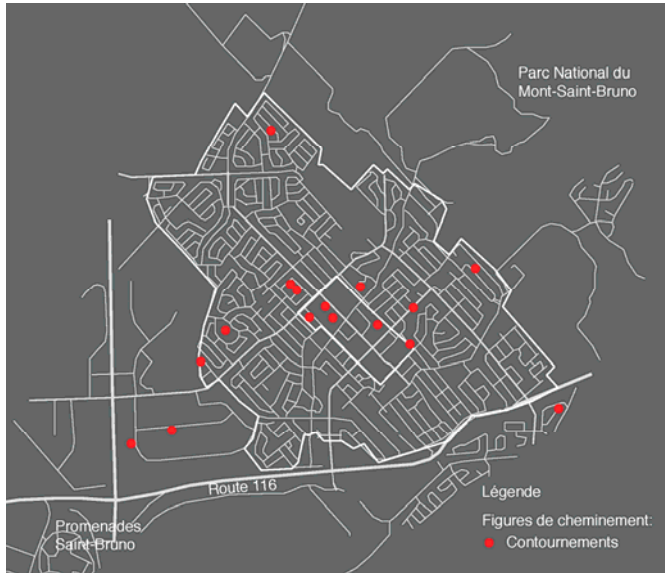 Parc National du
Mont-Saint-Bruno
Route 116
Promenades
Saint-Bruno
Légende
Figures de cheminement:
Contournements